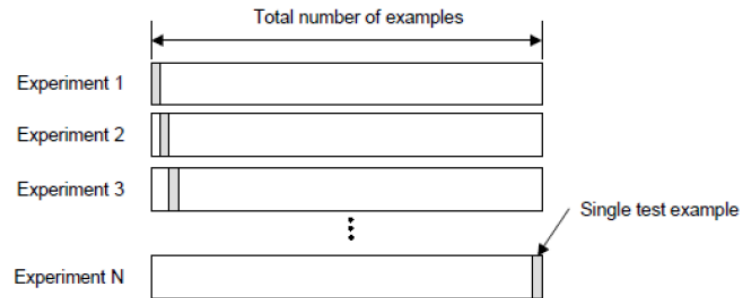 Total number of examples
Experiment 1
Experiment 2
Experiment 3
Single test example
Experiment N